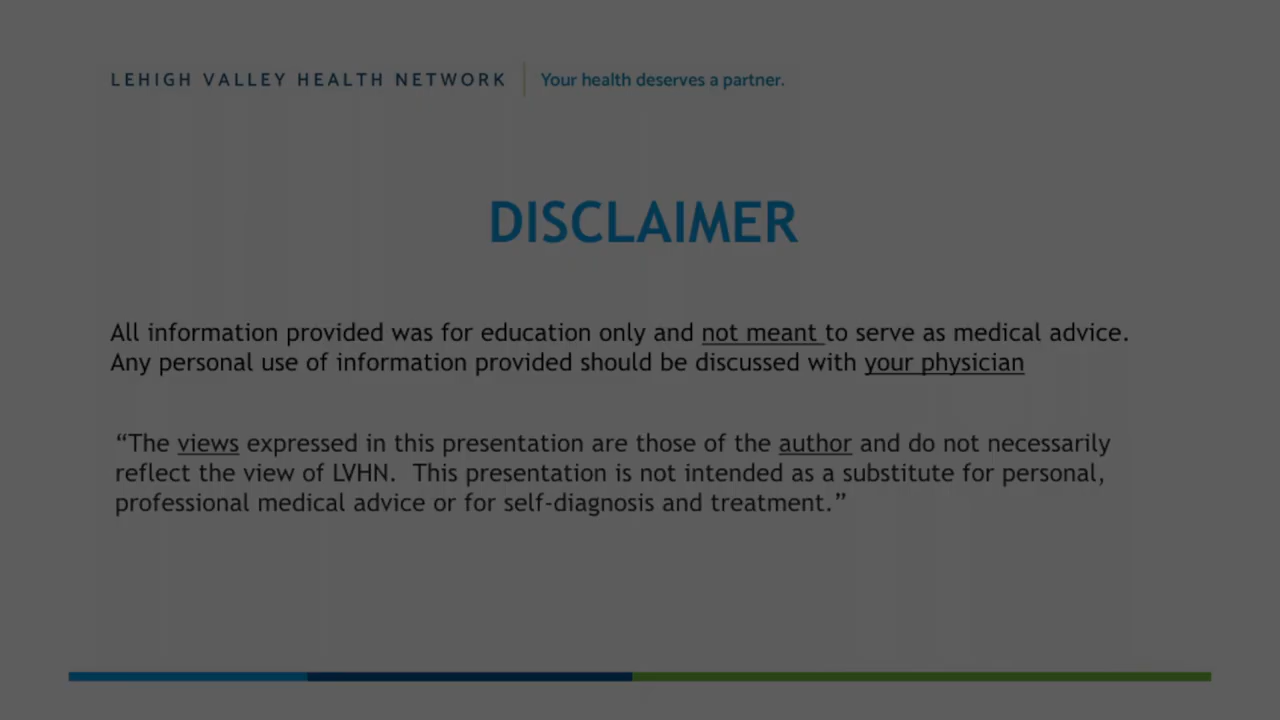 LEHIGH VALLEY HEALTH NETWORK | Your health deserves a partner.
DISCLAIMER
All information provided was for education only and not meant to serve as medical advice.
Any personal use of information provided should be discussed with your physician
“The views expressed in this presentation are those of the author and do not necessarily
reflect the view of LVHN.  This presentation is not intended as a substitute for personal,
professional medical advice or for self-diagnosis and treatment.”